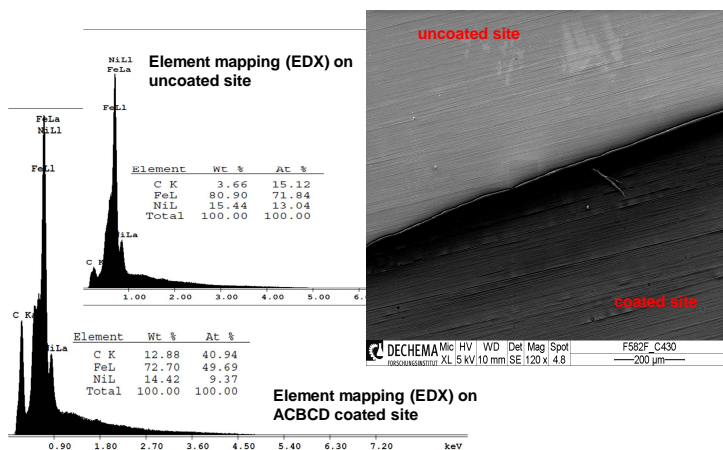 Element mapping (EDX) on
uncoated site
NiLl
FeLa
FeLl
NiLa
C K
Element Wt % At %
C K 3.66 15.12
FeL 80.90 71.84
NiL 15.44 13.04
Total 100.00 100.00
1.00 2.00 3.00 4.00 5.00
FeLa
NiLl
FeLl
C Ka
NiLa
Element Wt % At %
C K 12.88 40.94
FeL 72.70 49.69
NiL 14.42 9.37
Total 100.00 100.00
Element mapping (EDX) on
ACBCD coated site
0.90 1.80 2.70 3.60 4.50 5.40 6.30 7.20 keV
uncoated site
coated site
DECHEMA
FORSCHUNGSINSTITUT
Mic HV WD Det Mag Spot F582F_C430
XL 5 kV 10 mm SE 120 x 4.8 200 µm